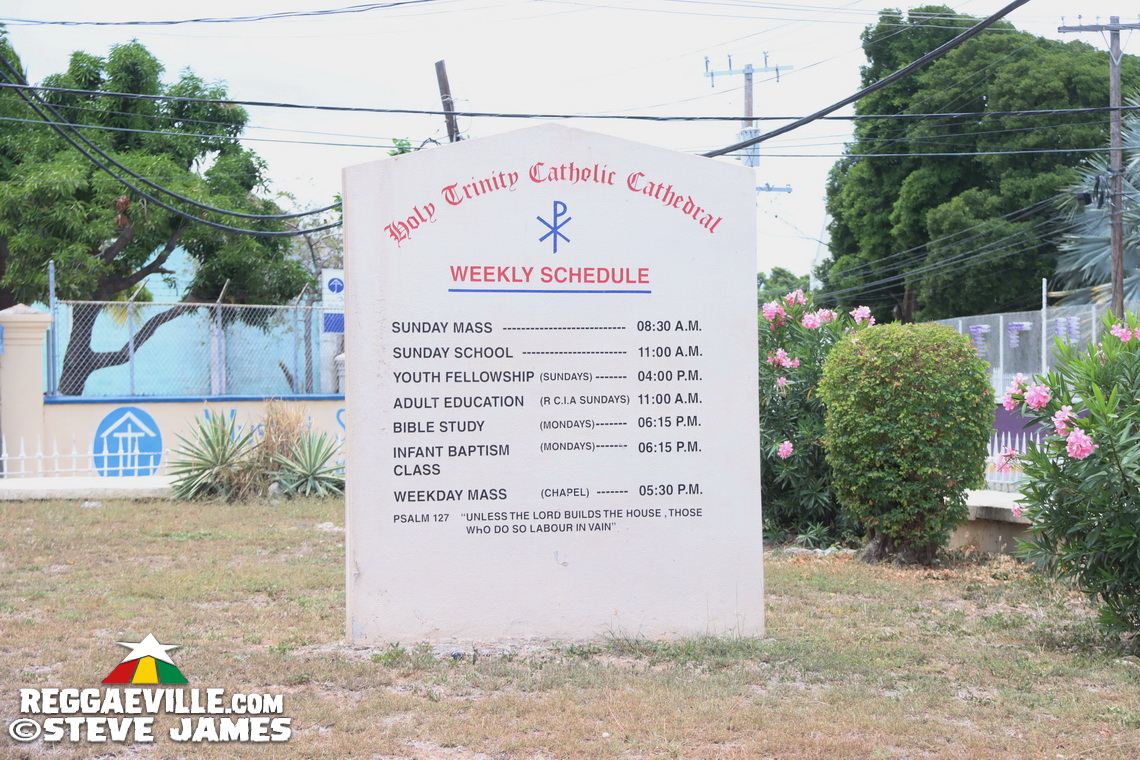 Holy Trinity Catholic Cathedral
WEEKLY SCHEDULE
SUNDAY MASS -------------------------- 08:30 A.M.
SUNDAY SCHOOL ---------------------- 11:00 A.M.
YOUTH FELLOWSHIP (SUNDAYS) ------- 04:00 P.M.
ADULT EDUCATION (R C.I.A SUNDAYS) 11:00 A.M.
BIBLE STUDY (MONDAYS)------- 06:15 P.M.
INFANT BAPTISM (MONDAYS)------- 06:15 P.M.
CLASS
WEEKDAY MASS (CHAPEL) ------- 05:30 P.M.
PSALM 127 "UNLESS THE LORD BUILDS THE HOUSE , THOSE
WhO DO SO LABOUR IN VAIN"
REGGAEVILLE.COM
©STEVE JAMES